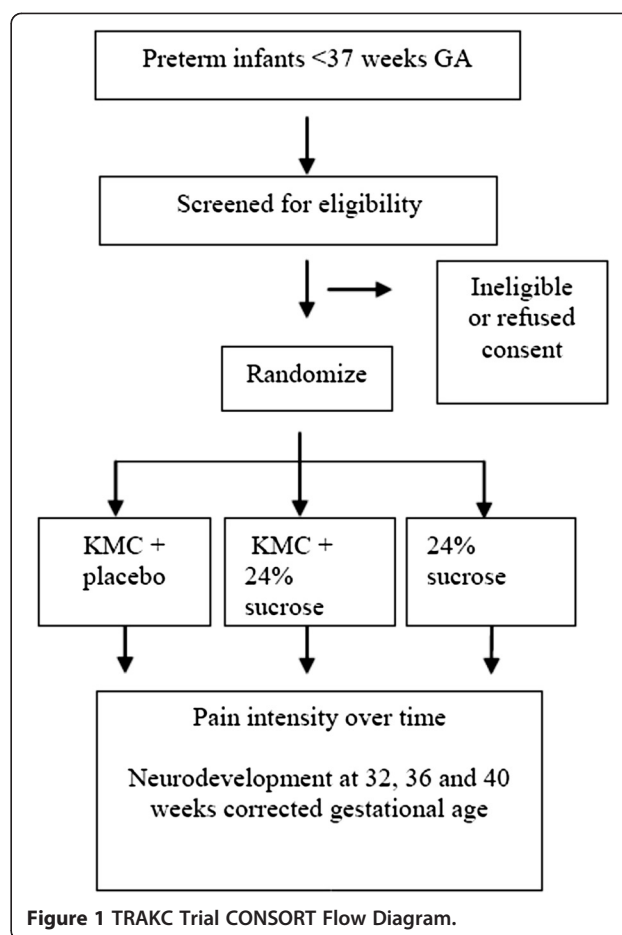 Preterm infants <37 weeks GA
Screened for eligibility
Ineligible
or refused
consent
Randomize
KMC +
placebo
KMC +
24%
sucrose
24%
sucrose
Pain intensity over time
Neurodevelopment at 32, 36 and 40
weeks corrected gestational age
Figure 1 TRAKC Trial CONSORT Flow Diagram.